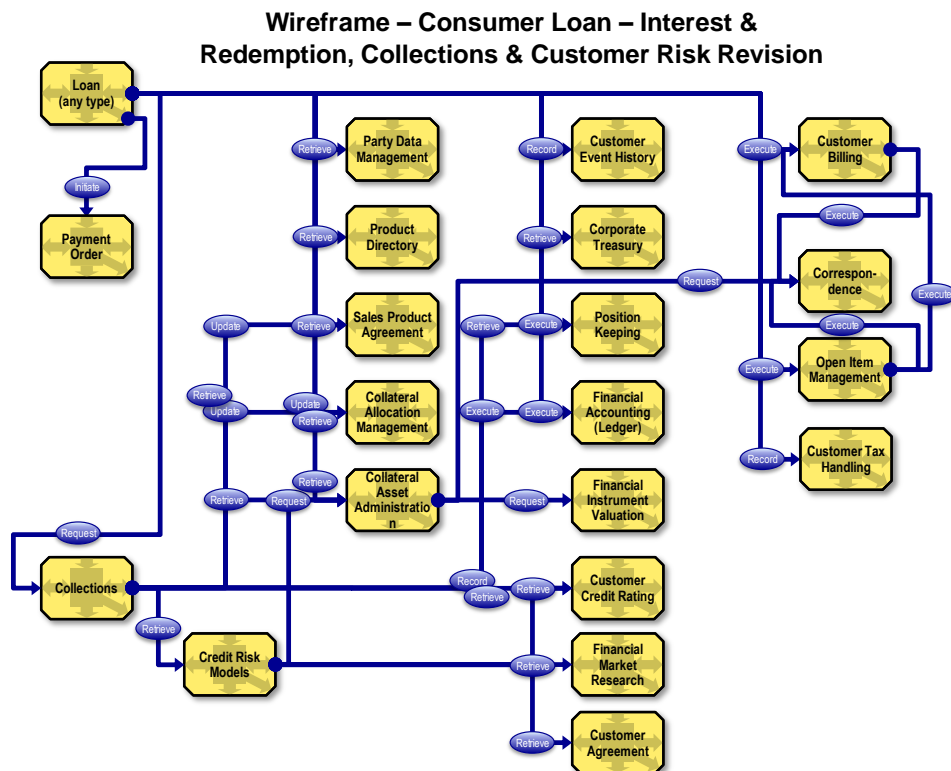 Wireframe – Consumer Loan – Interest &
Redemption, Collections & Customer Risk Revision
Loan
(any type)
Initiate
Payment
Order
Retrieve
Party Data
Management
Record
Customer
Event History
Execute
Customer
Billing
Retrieve
Product
Directory
Retrieve
Corporate
Treasury
Execute
Request
Correspon-
dence
Execute
Update
Retrieve
Sales Product
Agreement
Retrieve
Execute
Position
Keeping
Execute
Execute
Open Item
Management
Retrieve
Update
Update
Retrieve
Collateral
Allocation
Management
Execute
Execute
Financial
Accounting
(Ledger)
Record
Customer Tax
Handling
Retrieve
Request
Retrieve
Collateral
Asset
Administratio
n
Request
Financial
Instrument
Valuation
Request
Collections
Record
Retrieve
Retrieve
Customer
Credit Rating
Retrieve
Credit Risk
Models
Retrieve
Financial
Market
Research
Retrieve
Customer
Agreement